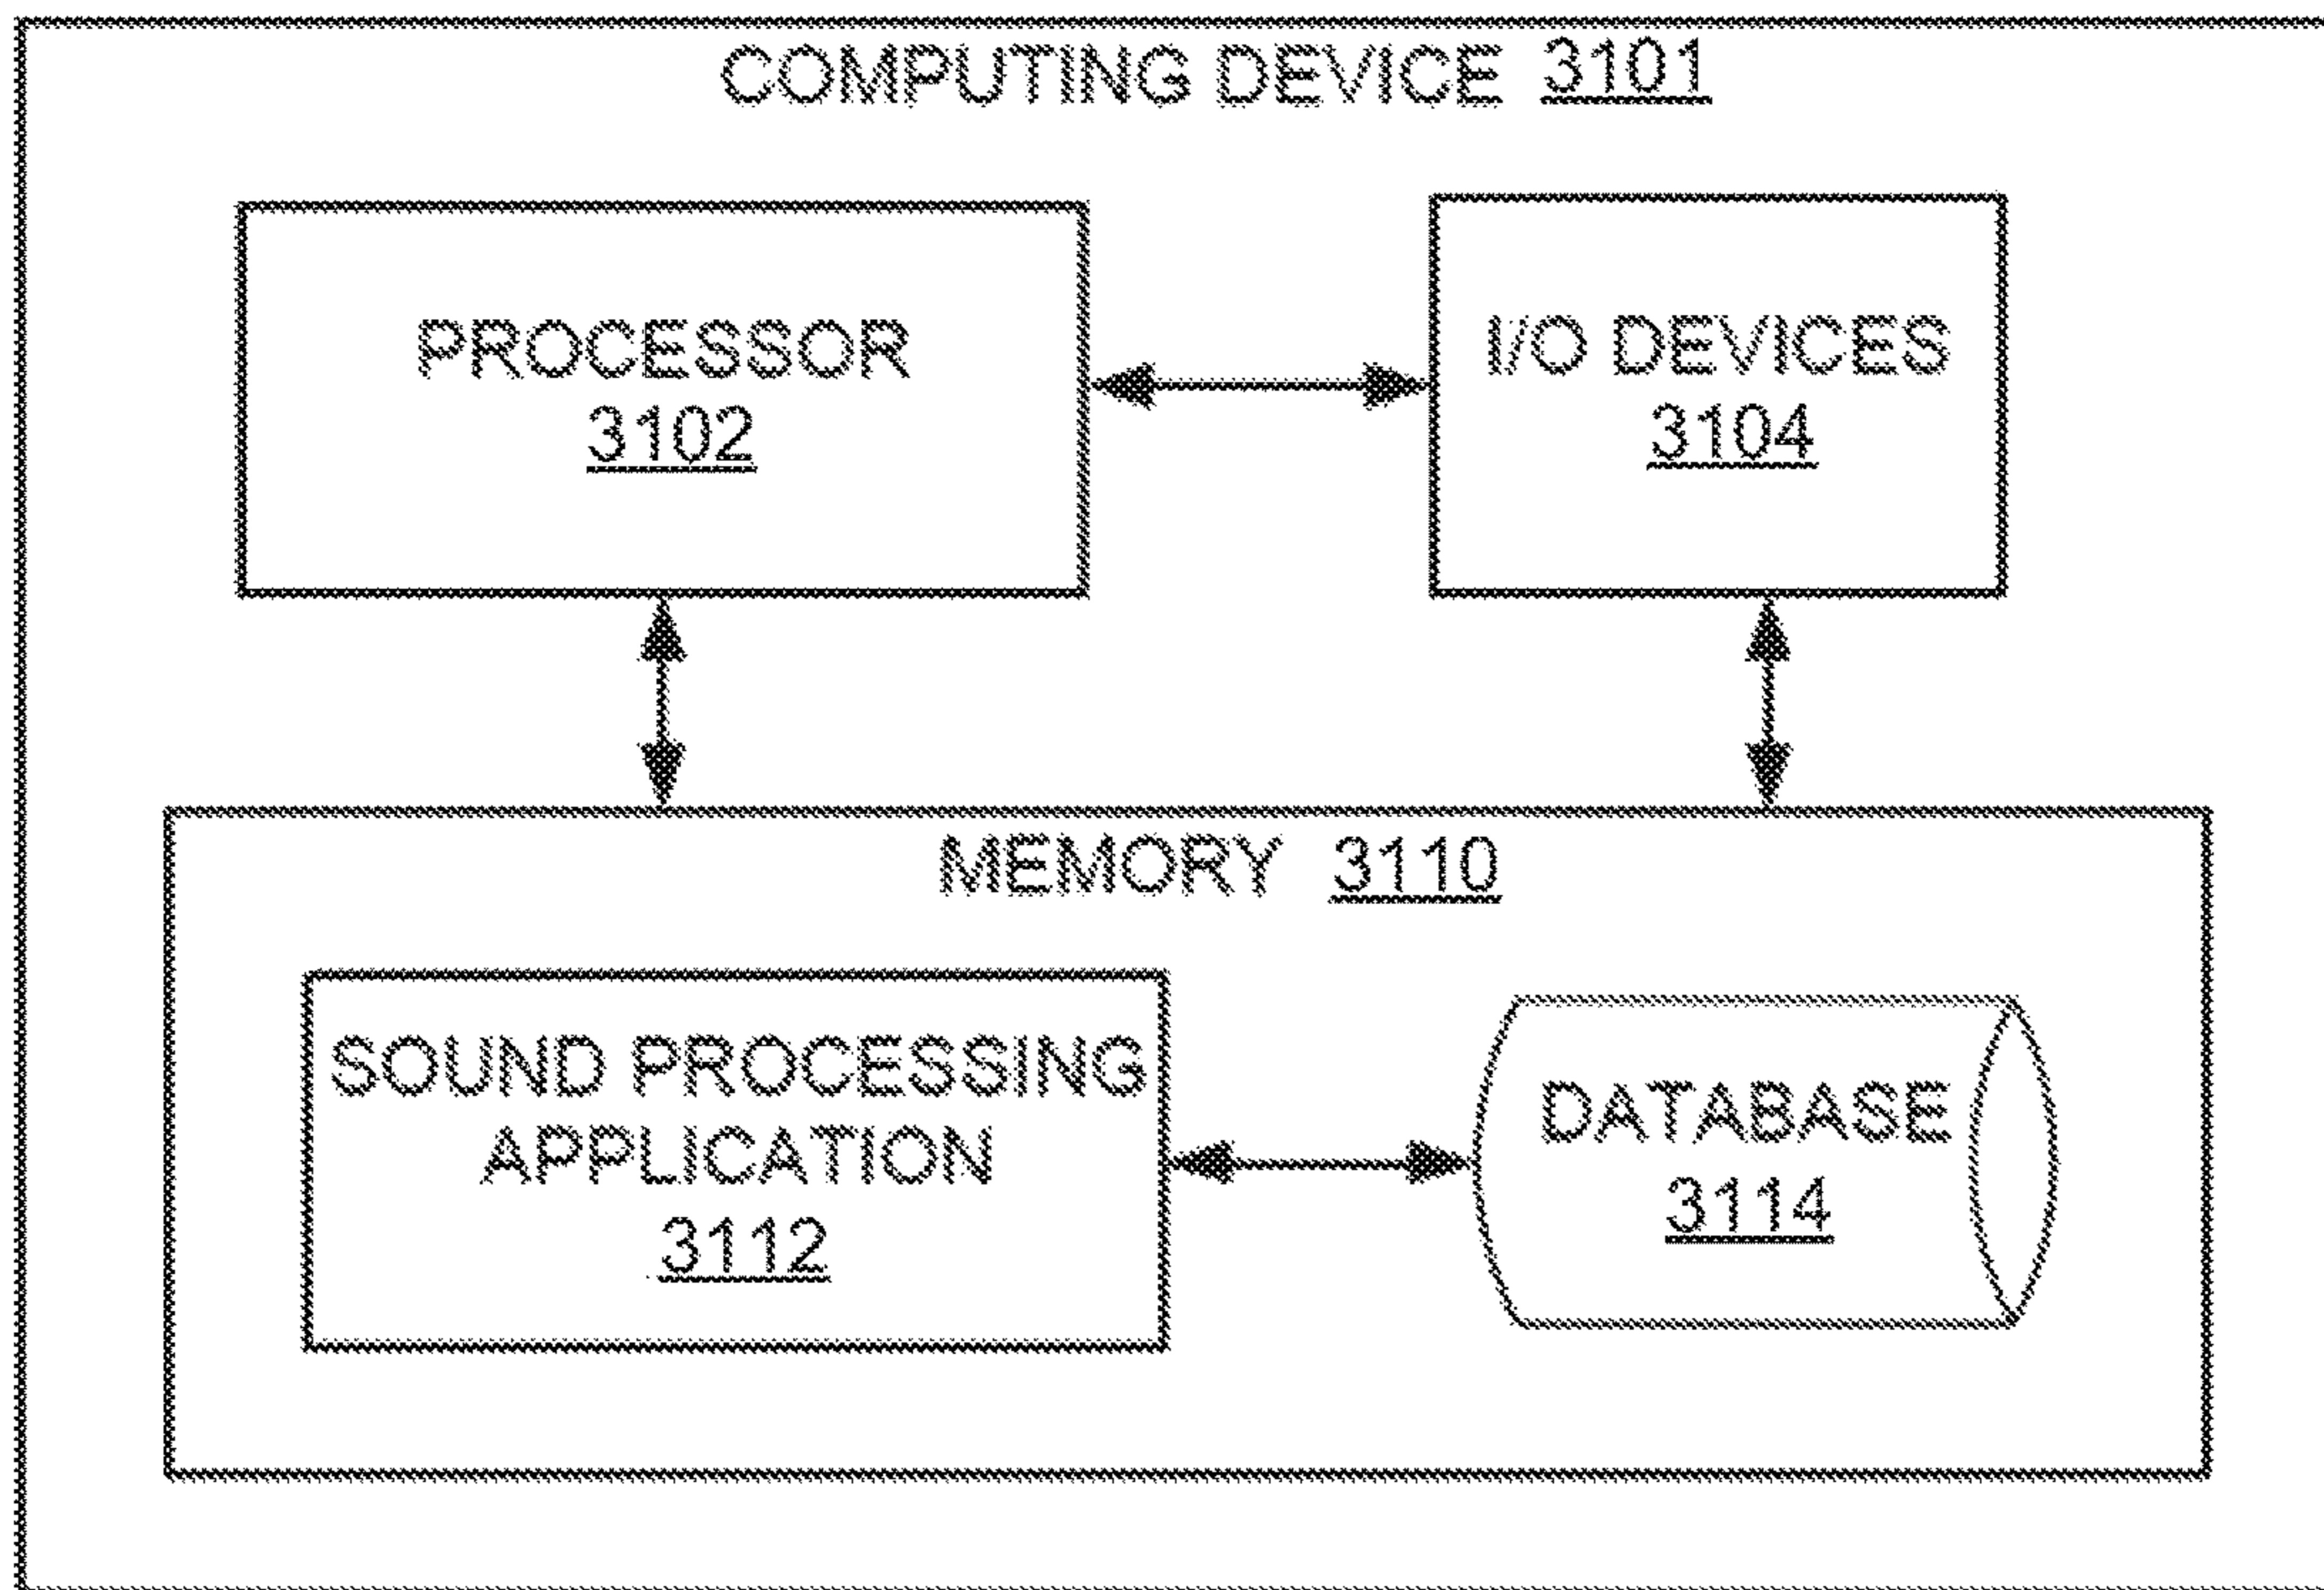 COMPUTING DEVICE 3101
PROCESSOR
3102
I/O DEVICES
3104
MEMORY 3110
SOUND PROCESSING
APPLICATION
3112
DATABASE
3114